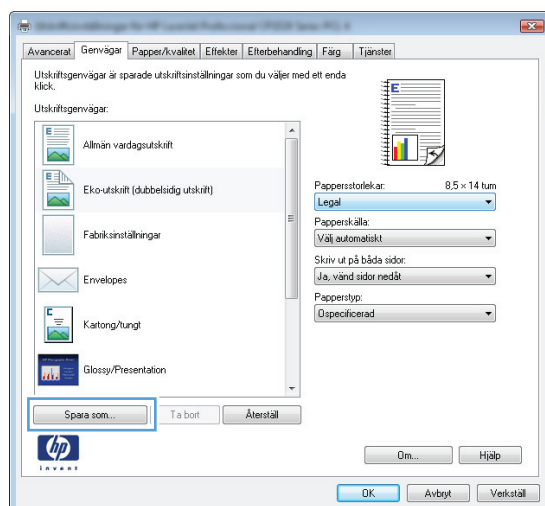 Avancerat Genvägar Papper/kvalitet Effekter Efterbehandling Färg Tjänster
Utskriftsgenvägar är sparade utskriftsinställningar som du väljer med ett enda
klick.
Utskriftsgenvägar:
Allmän vardagsutskrift
Eko-utskrift (dubbelsidig utskrift)
Fabriksinställningar
Envelopes
Kartong/tungt
Glossy/Presentation
Spara som... Ta bort Återställ
E
Pappersstorlekar: 8,5 × 14 tum
Legal
Papperskälla:
Välj automatiskt
Skriv ut på båda sidor:
Ja, vänd sidor nedåt
Papperstyp:
Ospecificerad
hp
invent
Om... Hjälp
OK Avbryt Verkställ